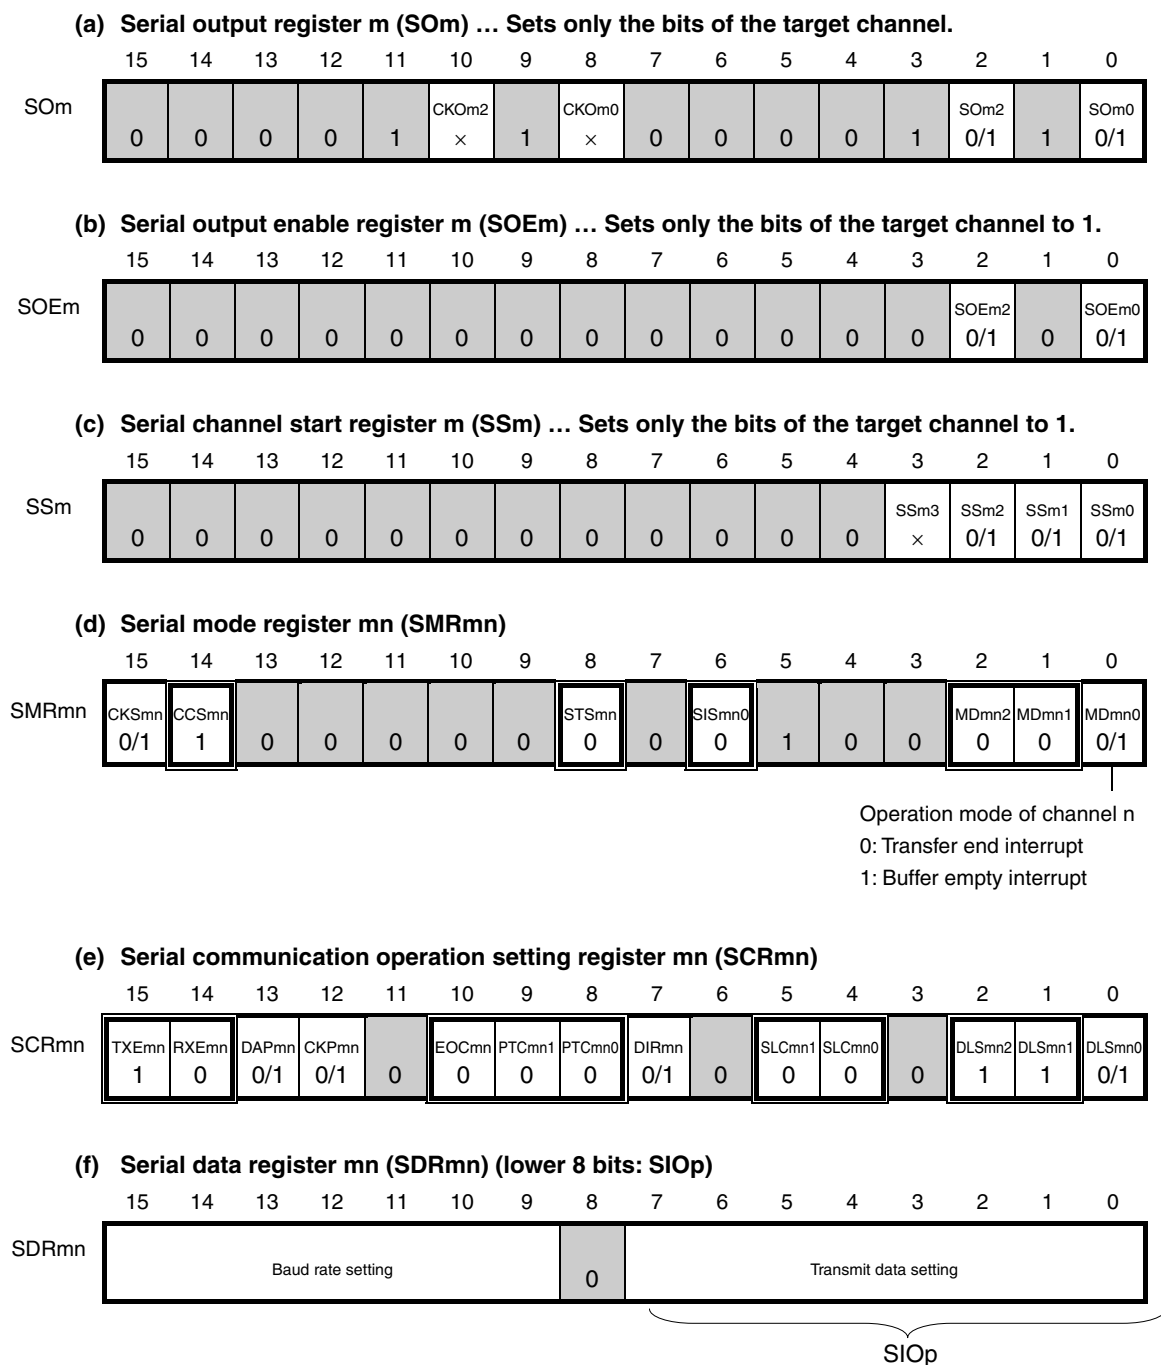 (a) Serial output register m (SOm) … Sets only the bits of the target channel.
15 14 13 12 11 10 9 8 7 6 5 4 3 2 1 0
SOm
CKOm2 CKOm0 SOm2 SOm0
0 0 0 0 1 × 1 × 0 0 0 0 1 0/1 1 0/1
(b) Serial output enable register m (SOEm) … Sets only the bits of the target channel to 1.
15 14 13 12 11 10 9 8 7 6 5 4 3 2 1 0
SOEm
SOEm2 SOEm0
0 0 0 0 0 0 0 0 0 0 0 0 0 0/1 0 0/1
(c) Serial channel start register m (SSm) … Sets only the bits of the target channel to 1.
15 14 13 12 11 10 9 8 7 6 5 4 3 2 1 0
SSm
SSm3 SSm2 SSm1 SSm0
0 0 0 0 0 0 0 0 0 0 0 0 × 0/1 0/1 0/1
(d) Serial mode register mn (SMRmn)
15 14 13 12 11 10 9 8 7 6 5 4 3 2 1 0
SMRmn
CKSmn CCSmn STSmn SISmn0 MDmn2 MDmn1 MDmn0
0/1 1 0 0 0 0 0 0 0 0 1 0 0 0 0 0/1
Operation mode of channel n
0: Transfer end interrupt
1: Buffer empty interrupt
(e) Serial communication operation setting register mn (SCRmn)
15 14 13 12 11 10 9 8 7 6 5 4 3 2 1 0
SCRmn
TXEmn RXEmn DAPmn CKPmn EOCmn PTCmn1 PTCmn0 DIRmn SLCmn1 SLCmn0 DLSmn2 DLSmn1 DLSmn0
1 0 0/1 0/1 0 0 0 0 0/1 0 0 0 0 1 1 0/1
(f) Serial data register mn (SDRmn) (lower 8 bits: SIOp)
15 14 13 12 11 10 9 8 7 6 5 4 3 2 1 0
SDRmn
Baud rate setting 0 Transmit data setting
SIOp